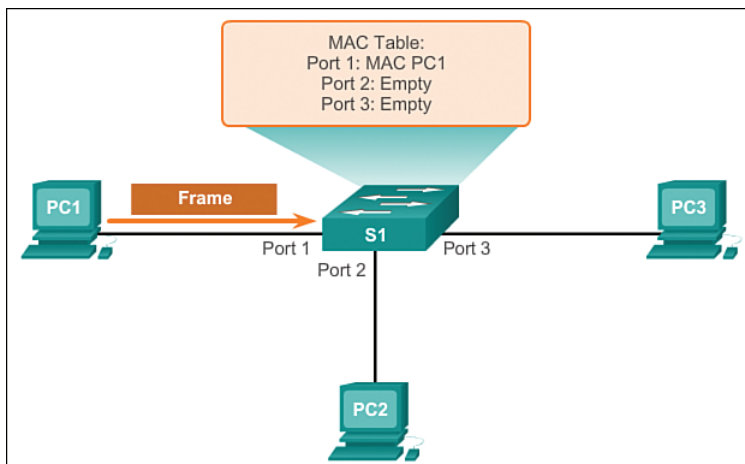 MAC Table:
Port 1: MAC PC1
Port 2: Empty
Port 3: Empty
PC1
Frame
PC3
S1
Port 1
Port 3
Port 2
PC2